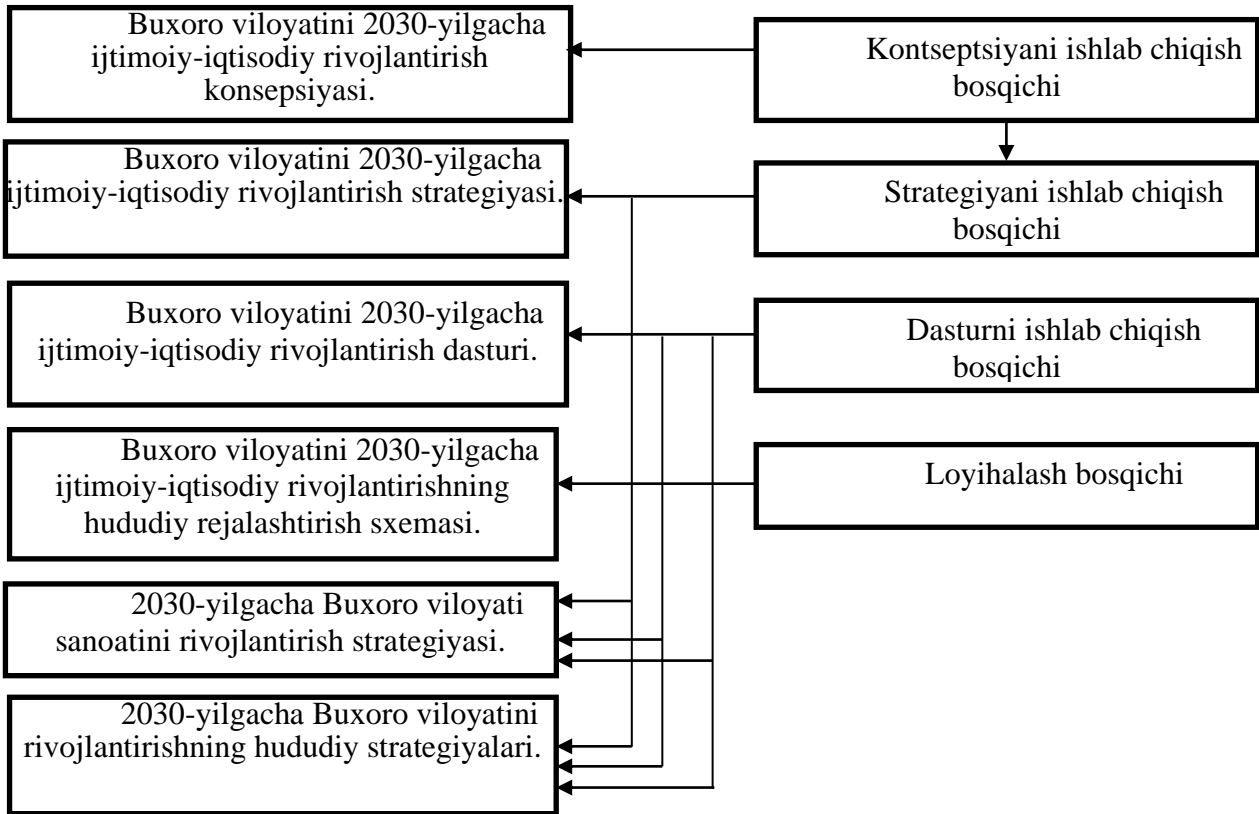 Buxoro viloyatini 2030-yilgacha
ijtimoiy-iqtisodiy rivojlantirish
konsepsiyasi.
Kontseptsiyani ishlab chiqish
bosqichi
Buxoro viloyatini 2030-yilgacha
ijtimoiy-iqtisodiy rivojlantirish strategiyasi.
Strategiyani ishlab chiqish
bosqichi
Buxoro viloyatini 2030-yilgacha
ijtimoiy-iqtisodiy rivojlantirish dasturi.
Dasturni ishlab chiqish
bosqichi
Buxoro viloyatini 2030-yilgacha
ijtimoiy-iqtisodiy rivojlantirishning
hududiy rejalashtirish sxemasi.
Loyihalash bosqichi
2030-yilgacha Buxoro viloyati
sanoatini rivojlantirish strategiyasi.
2030-yilgacha Buxoro viloyatini
rivojlantirishning hududiy strategiyalari.